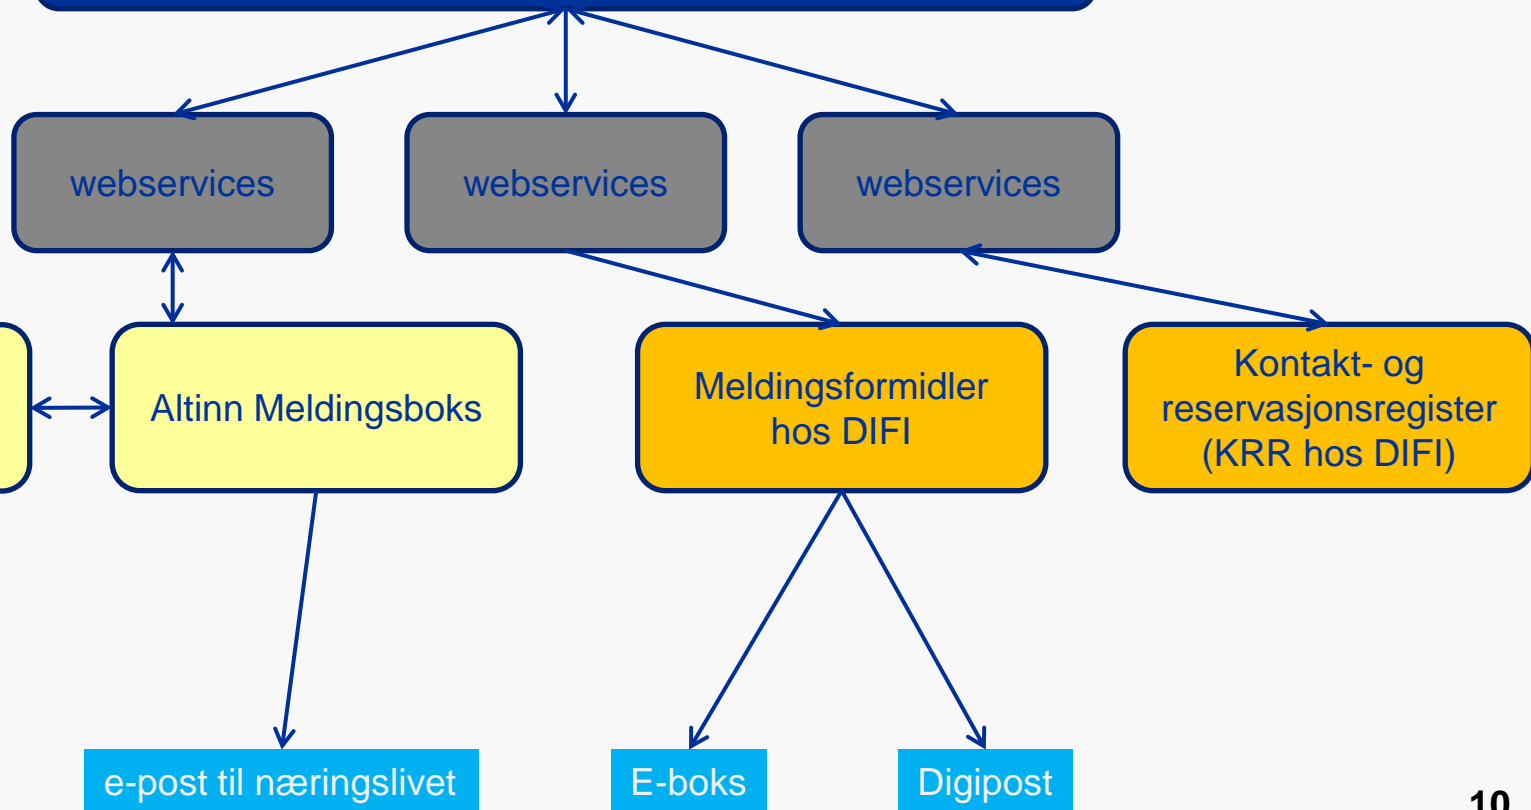 webservices
webservices
webservices
Altinn Meldingsboks
Meldingsformidler
hos DIFI
Kontakt- og
reservasjonsregister
(KRR hos DIFI)
e-post til næringslivet
E-boks
Digipost
10